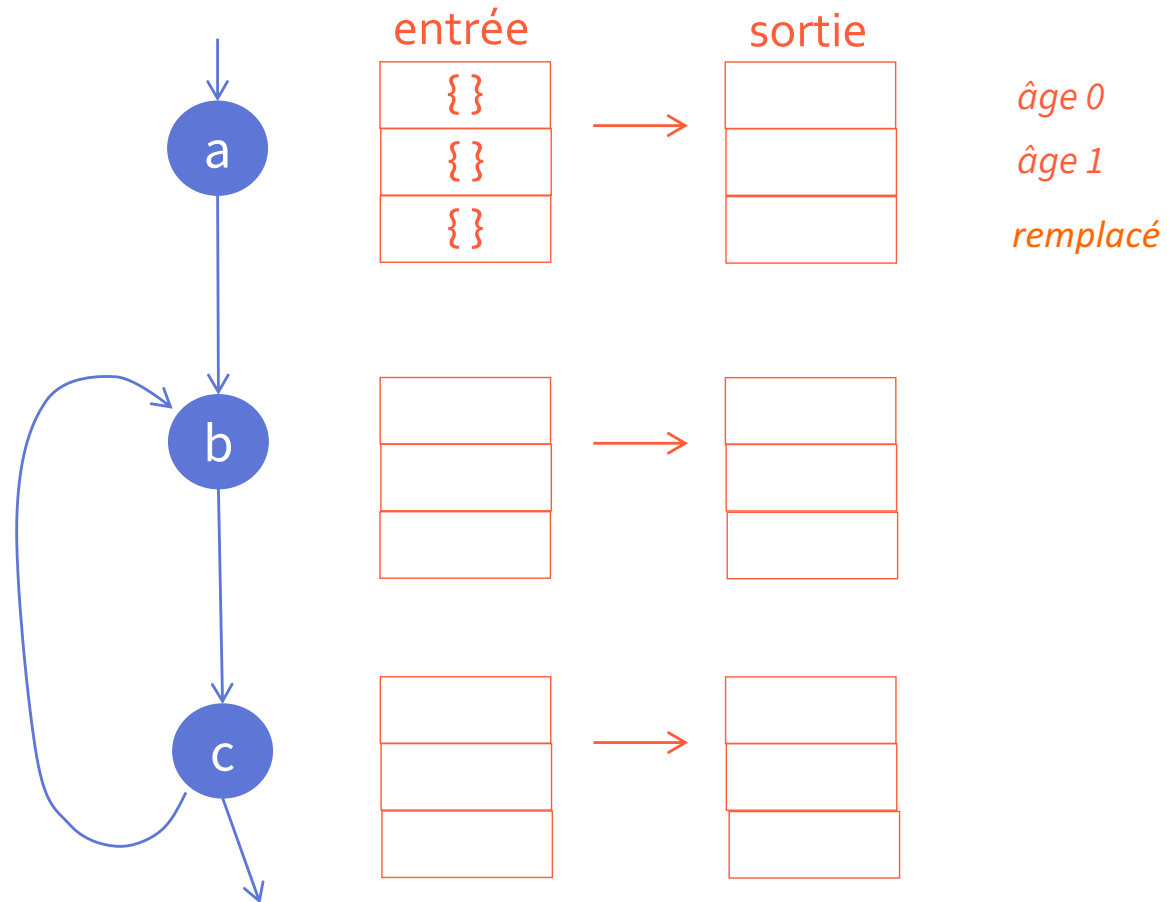 entrée
sortie
a
{ }
âge 0
{ }
âge 1
{ }
remplacé
b
c